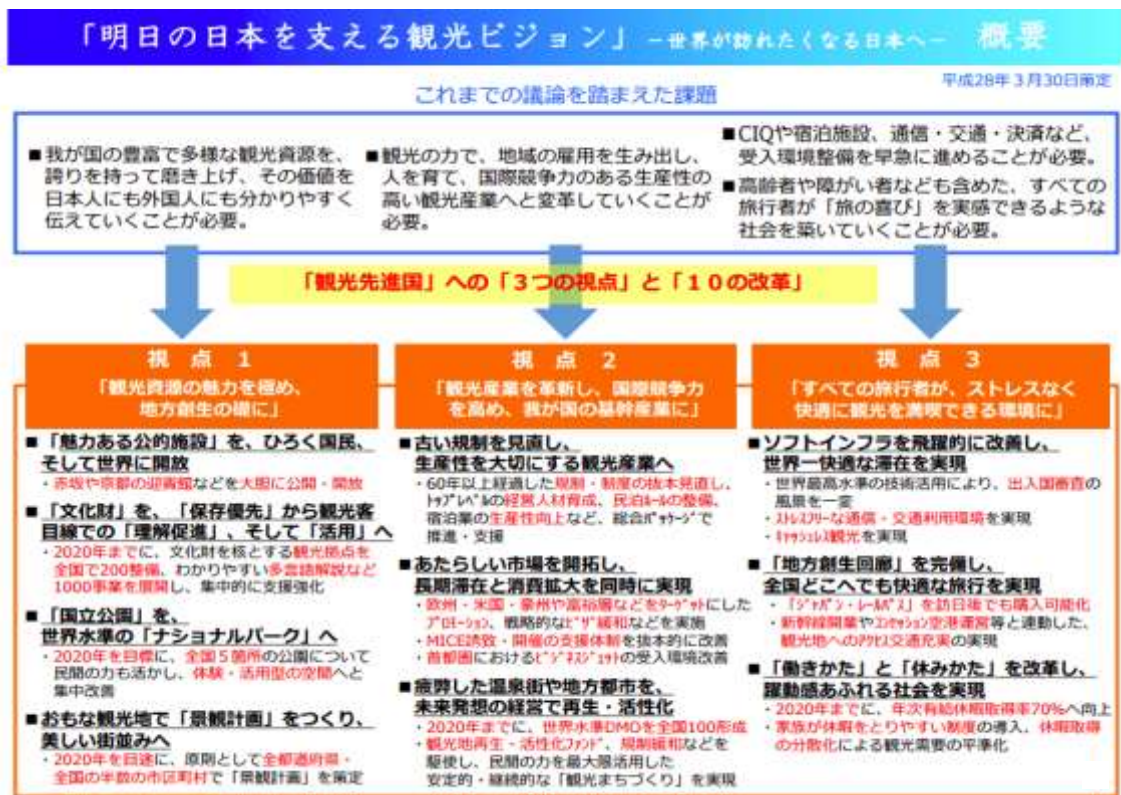 「明日の日本を支える観光ビジョン」 －世界が訪れたくなる日本へ－　概要
平成28年3月30日策定
これまでの議論を踏まえた課題
■我が国の豊富で多様な観光資源を、
誇りを持って磨き上げ、その価値を
日本人にも外国人にも分かりやすく
伝えていくことが必要。
■観光の力で、地域の雇用を生み出し、
人を育て、国際競争力のある生産性の
高い観光産業へと変革していくことが
必要。
■CIQや宿泊施設、通信・交通・決済など、
受入環境整備を早急に進めることが必要。
■高齢者や障がい者なども含めた、すべての
旅行者が「旅の喜び」を実感できるような
社会を築いていくことが必要。
「観光先進国」への「３つの視点」と「１０の改革」
視 点 1
「観光資源の魅力を極め、
地方創生の礎に」
■「魅力ある公的施設」を、ひろく国民、
そして世界に開放
・赤坂や京都の迎賓館などを大胆に公開・開放
■「文化財」を、「保存優先」から観光客
目線での「理解促進」、そして「活用」へ
・2020年までに、文化財を核とする観光拠点を
全国で200整備、わかりやすい多言語解説など
1000事業を展開し、集中的に支援強化
■「国立公園」を、
世界水準の「ナショナルパーク」へ
・2020年を目標に、全国５箇所の公園について
民間の力も活かし、体験・活用型の空間へと
集中改善
■おもな観光地で「景観計画」をつくり、
美しい街並みへ
・2020年を目途に、原則として全都道府県・
全国の半数の市区町村で「景観計画」を策定
視 点 2
「観光産業を革新し、国際競争力
を高め、我が国の基幹産業に」
■古い規制を見直し、
生産性を大切にする観光産業へ
・60年以上経過した規制・制度の抜本見直し、
ﾄｯﾌﾟﾚﾍﾞﾙの経営人材育成、民泊ﾙｰﾙの整備、
宿泊業の生産性向上など、総合ﾊﾟｯｹｰｼﾞで
推進・支援
■あたらしい市場を開拓し、
長期滞在と消費拡大を同時に実現
・欧州・米国・豪州や富裕層などをﾀｰｹﾞｯﾄにした
ﾌﾟﾛﾓｰｼｮﾝ、戦略的なﾋﾞｻﾞ緩和などを実施
・MICE誘致・開催の支援体制を抜本的に改善
・首都圏におけるﾋﾞｼﾞﾈｽｼﾞｪｯﾄの受入環境改善
■疲弊した温泉街や地方都市を、
未来発想の経営で再生・活性化
・2020年までに、世界水準DMOを全国100形成
・観光地再生・活性化ﾌｧﾝﾄﾞ、規制緩和などを
駆使し、民間の力を最大限活用した
安定的・継続的な「観光まちづくり」を実現
視 点 3
「すべての旅行者が、ストレスなく
快適に観光を満喫できる環境に」
■ソフトインフラを飛躍的に改善し、
世界一快適な滞在を実現
・世界最高水準の技術活用により、出入国審査の
風景を一変
・ｽﾄﾚｽﾌﾘｰな通信・交通利用環境を実現
・ｷｬｯｼｭﾚｽ観光を実現
■「地方創生回廊」を完備し、
全国どこへでも快適な旅行を実現
・「ｼﾞｬﾊﾟﾝ・ﾚｰﾙﾊﾟｽ」を訪日後でも購入可能化
・新幹線開業やｺﾝｾｯｼｮﾝ空港運営等と連動した、
観光地へのｱｸｾｽ交通充実の実現
■「働きかた」と「休みかた」を改革し、
躍動感あふれる社会を実現
・2020年までに、年次有給休暇取得率70%へ向上
・家族が休暇をとりやすい制度の導入、休暇取得
の分散化による観光需要の平準化